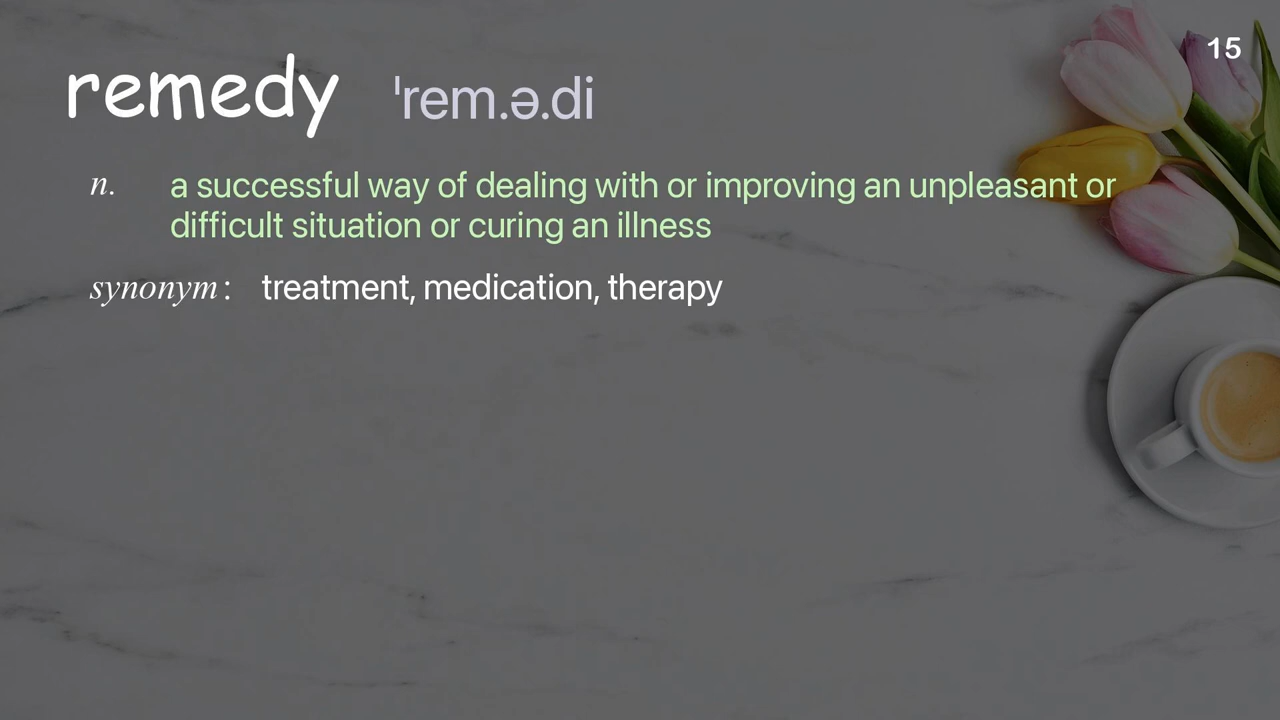 15
remedy ˈrem.ə.di
n. a successful way of dealing with or improving an unpleasant or
difficult situation or curing an illness
synonym: treatment, medication, therapy